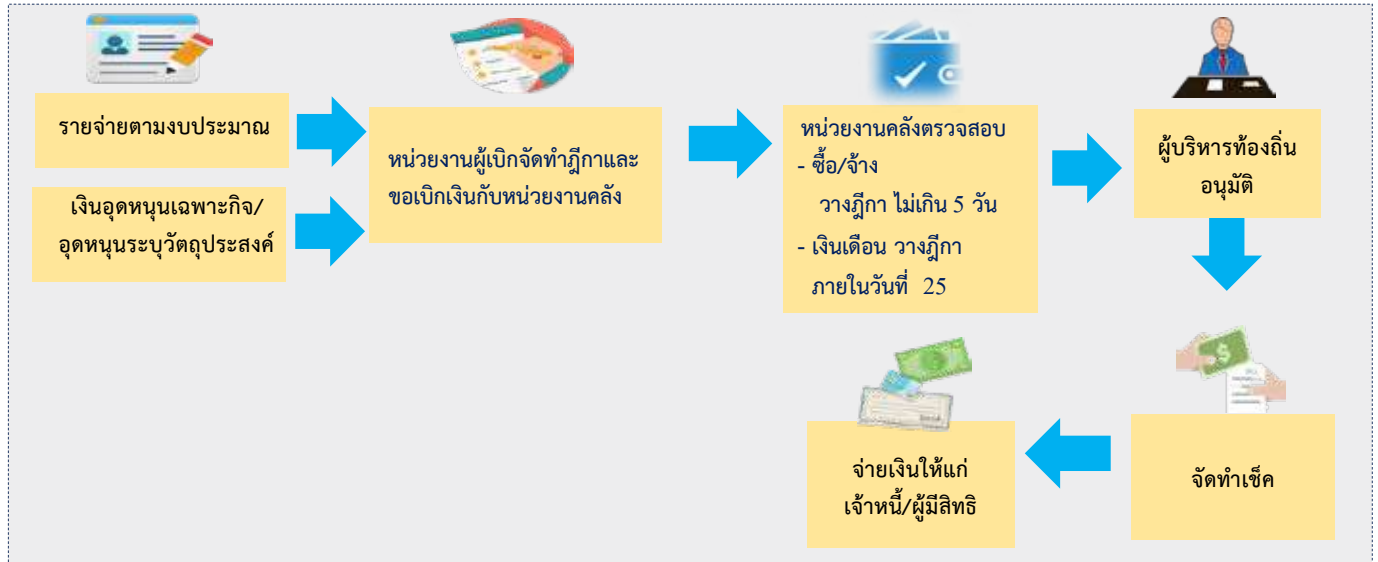 รายจ่ายตามงบประมาณ
เงินอุดหนุนเฉพาะกิจ/
อุดหนุนระบุวัตถุประสงค์
หน่วยงานผู้เบิกจัดทำฎีกาและ
ขอเบิกเงินกับหน่วยงานคลัง
หน่วยงานคลังตรวจสอบ
- ซื้อ/จ้าง
วางฎีกา ไม่เกิน 5 วัน
- เงินเดือน วางฎีกา
ภายในวันที่ 25
ผู้บริหารท้องถิ่น
อนุมัติ
จัดทำเช็ค
จ่ายเงินให้แก่
เจ้าหนี้/ผู้มีสิทธิ